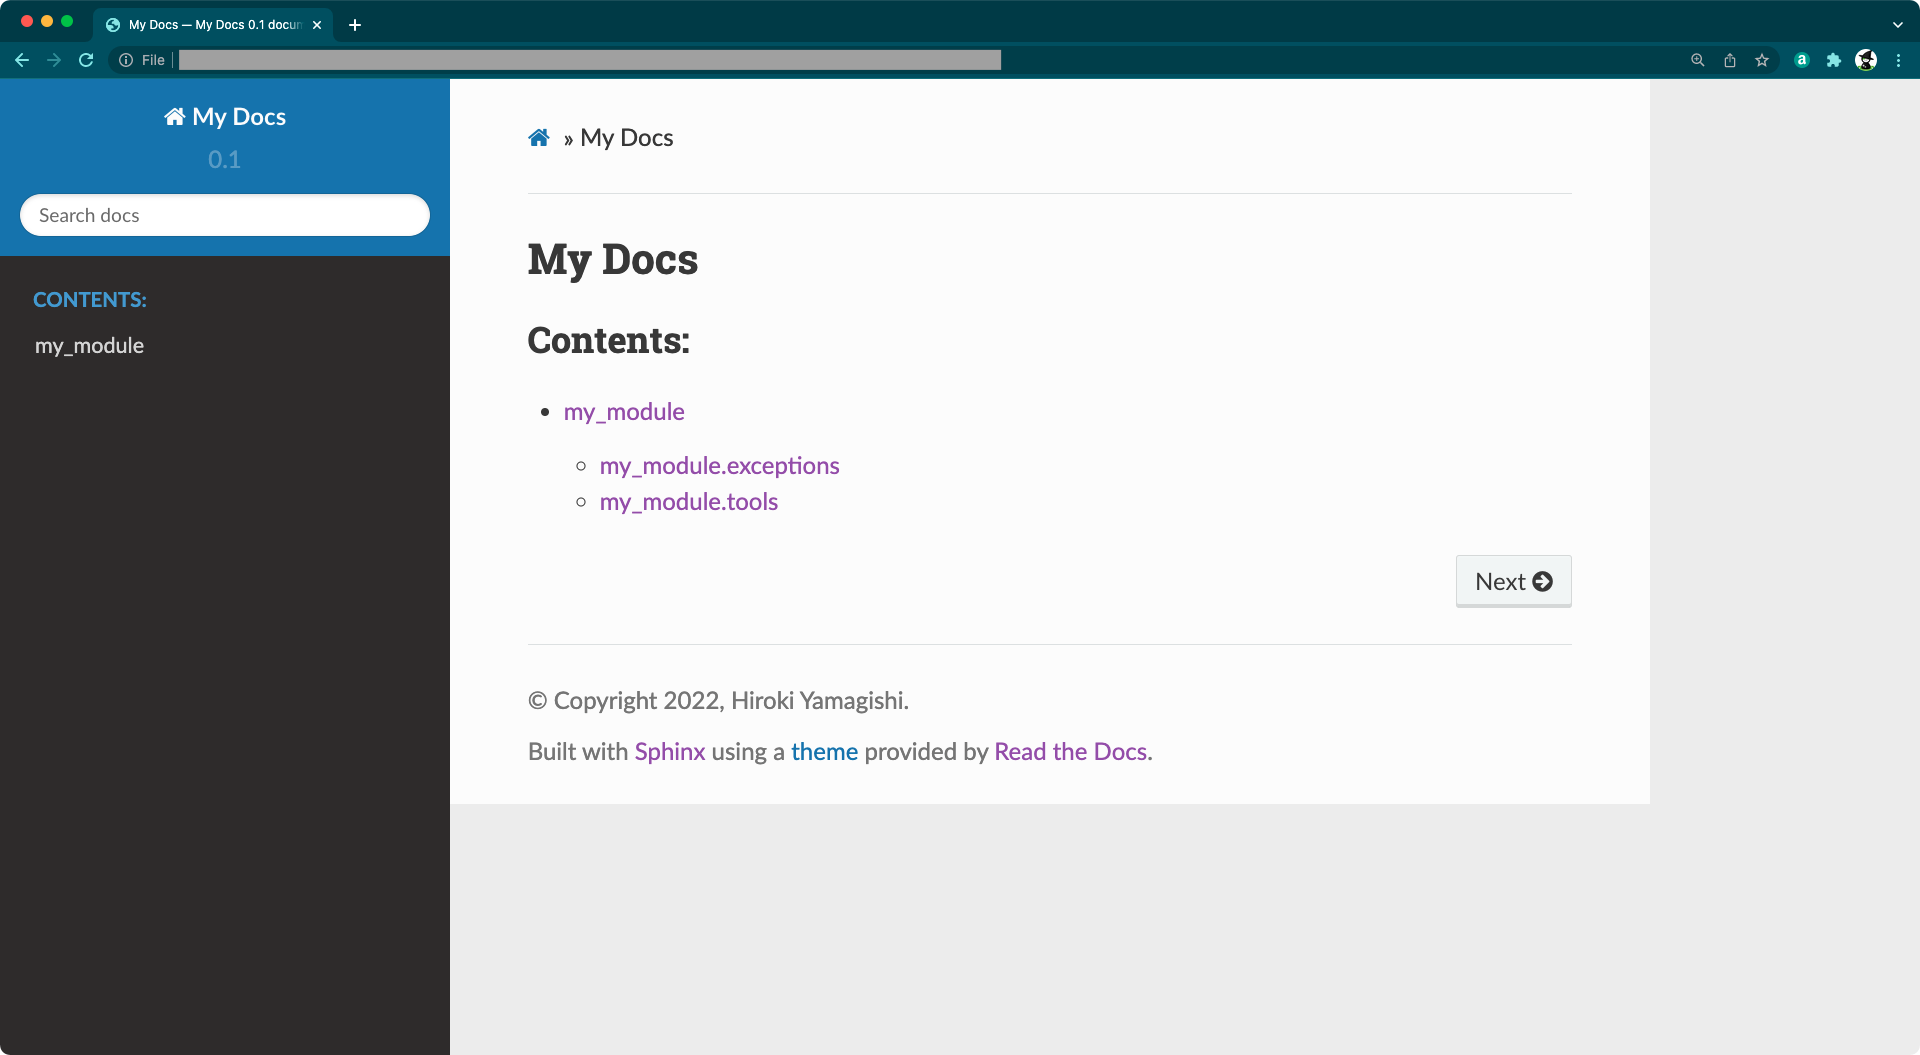 My Docs — My Docs 0.1 docun
File
My Docs
0.1
Search docs
CONTENTS:
my_module
» My Docs
My Docs
Contents:
my_module
my_module.exceptions
my_module.tools
Next
© Copyright 2022, Hiroki Yamagishi.
Built with Sphinx using a theme provided by Read the Docs.